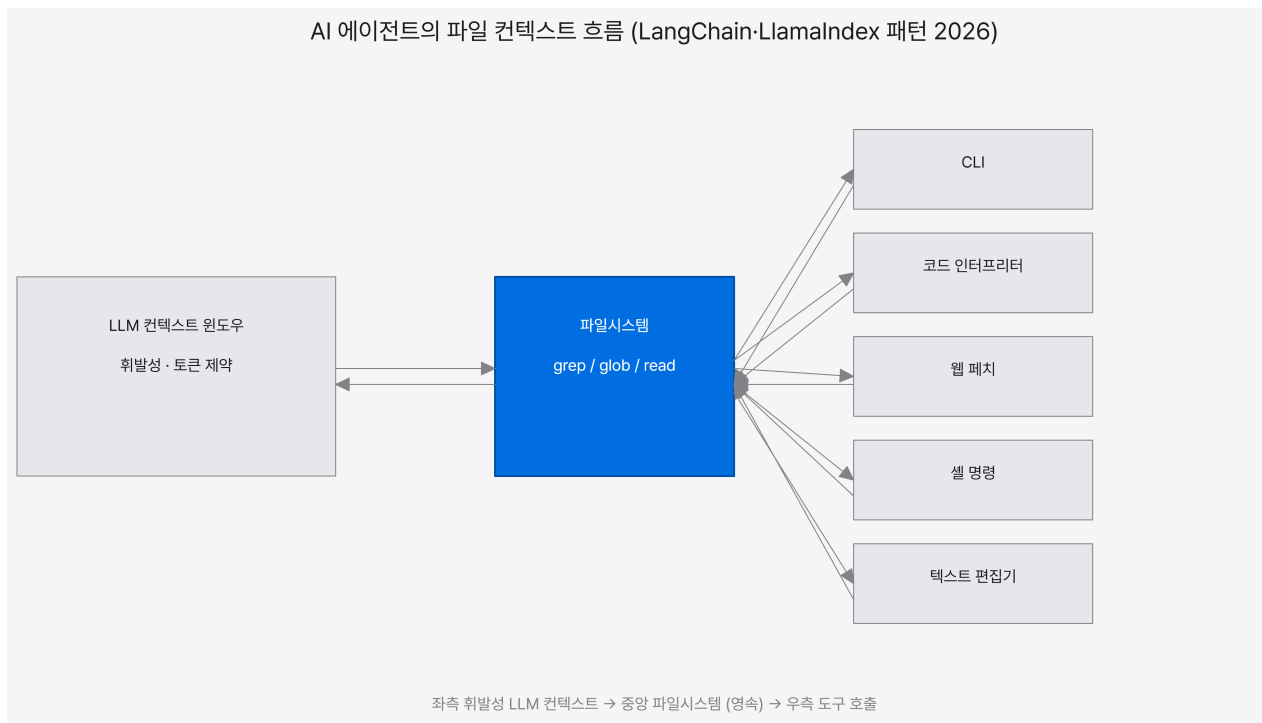 AI 에이전트의 파일 컨텍스트 흐름 (LangChain·LlamaIndex 패턴 2026)
CLI
코드 인터프리터
LLM 컨텍스트 윈도우
휘발성 · 토큰 제약
파일시스템
grep / glob / read
웹 페치
셸 명령
텍스트 편집기
좌측 휘발성 LLM 컨텍스트 → 중앙 파일시스템 (영속) → 우측 도구 호출